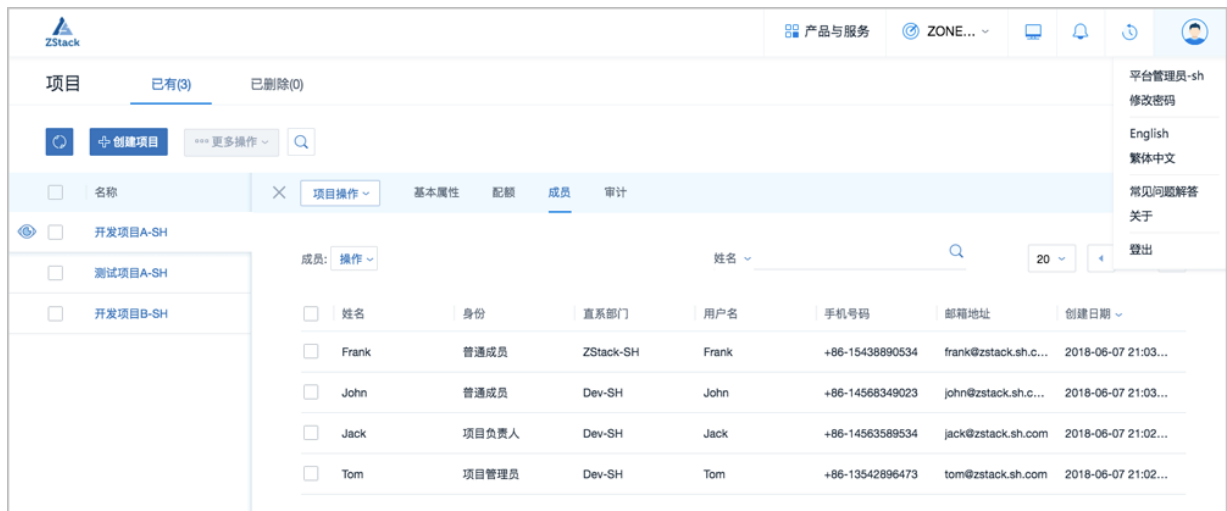 ZStack
产品与服务 ZONE...
项目 已有(3) 已删除(0)
平台管理员-sh
修改密码
English
繁体中文
常见问题解答
关于
登出
创建项目 更多操作
名称
项目操作 基本属性 配额 成员 审计
开发项目A-SH
测试项目A-SH
开发项目B-SH
成员: 操作 姓名 20
姓名 身份 直系部门 用户名 手机号码 邮箱地址 创建日期
Frank 普通成员 ZStack-SH Frank +86-15438890534 frank@zstack.sh.c... 2018-06-07 21:03...
John 普通成员 Dev-SH John +86-14568349023 john@zstack.sh.c... 2018-06-07 21:03...
Jack 项目负责人 Dev-SH Jack +86-14563589534 jack@zstack.sh.com 2018-06-07 21:02...
Tom 项目管理员 Dev-SH Tom +86-13542896473 tom@zstack.sh.com 2018-06-07 21:02...